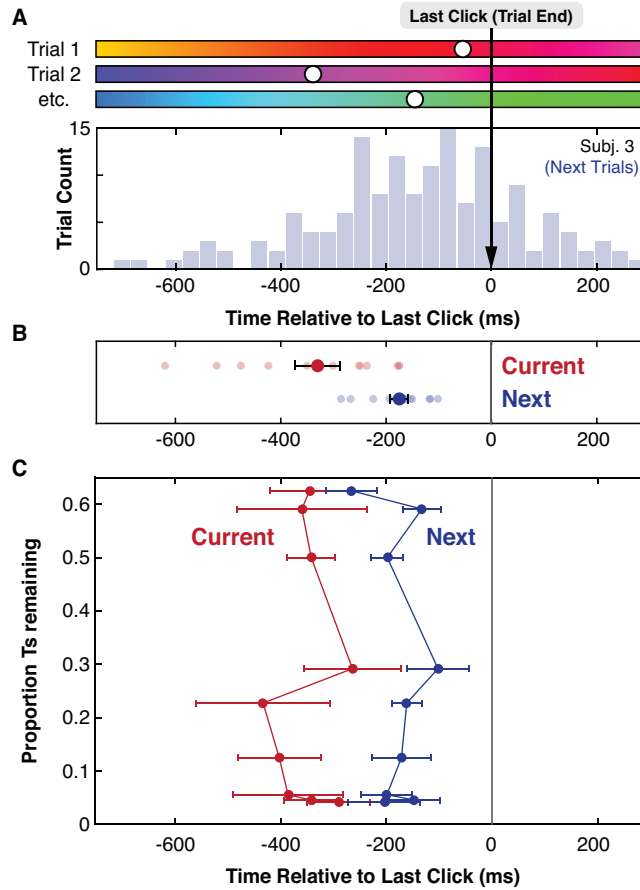 A
Last Click (Trial End)
Trial 1
Trial 2
etc.
15
0
Trial Count
Subj. 3
(Next Trials)
-600 -400 -200 0 200
Time Relative to Last Click (ms)
B
Current
Next
-600 -400 -200 0 200
C
0.6
0.5
0.4
0.3
0.2
0.1
0
Proportion Ts remaining
Current Next
-600 -400 -200 0 200
Time Relative to Last Click (ms)